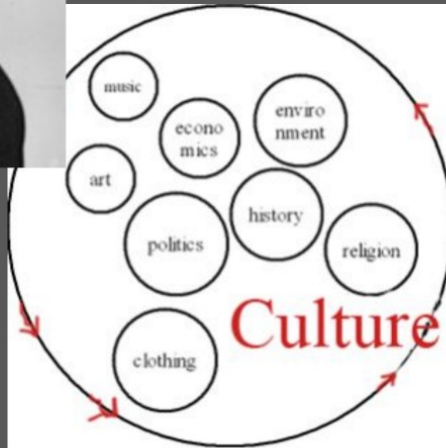 music
econo
mics
enviro
nment
art
politics
history
religion
Culture
clothing